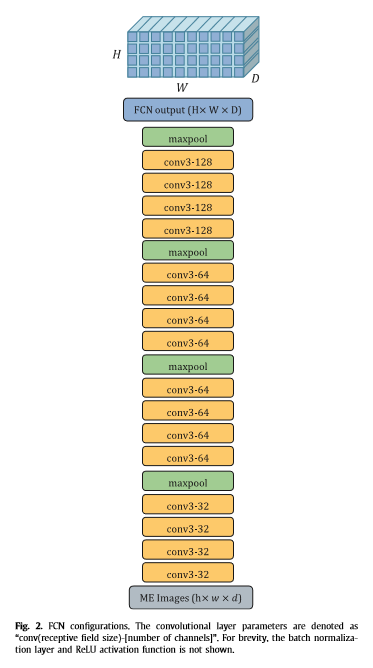 H
W
D
FCN output (H× W × D)
maxpool
conv3-128
conv3-128
conv3-128
conv3-128
maxpool
conv3-64
conv3-64
conv3-64
conv3-64
maxpool
conv3-64
conv3-64
conv3-64
conv3-64
maxpool
conv3-32
conv3-32
conv3-32
conv3-32
ME Images (h× w × d)
Fig. 2. FCN configurations. The convolutional layer parameters are denoted as
"conv(receptive field size)-[number of channels]". For brevity, the batch normaliza-
tion layer and ReLU activation function is not shown.